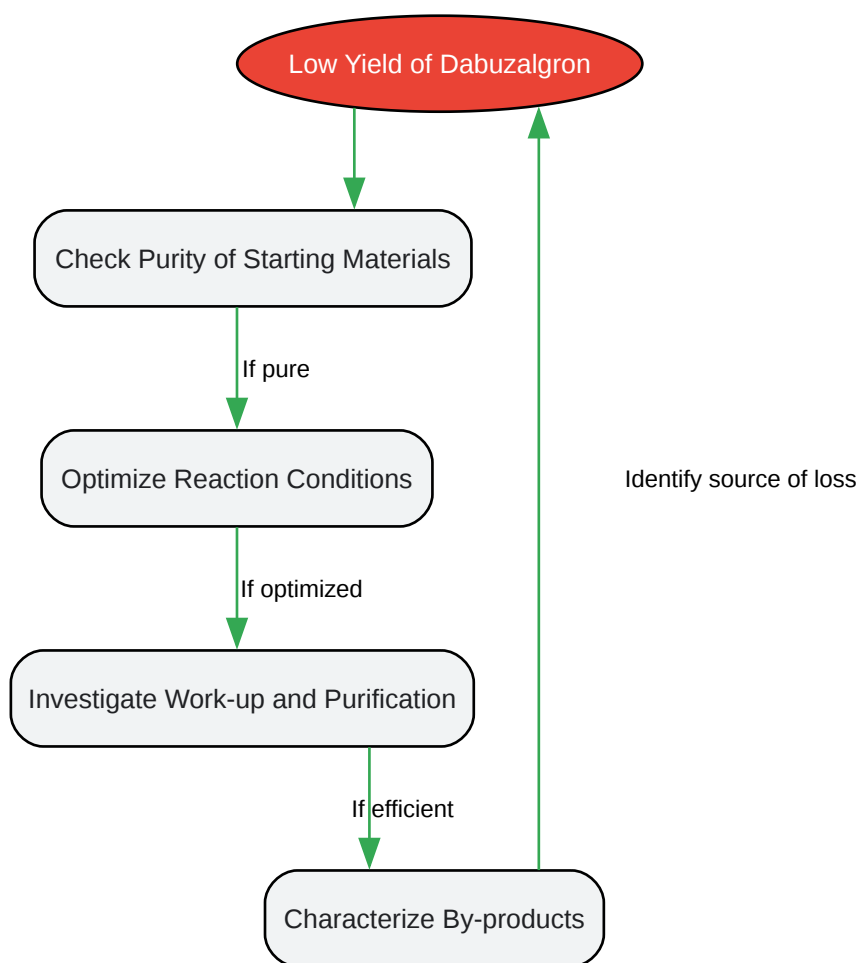 Low Yield of Dabuzalgron
Check Purity of Starting Materials
If pure
Optimize Reaction Conditions
Identify source of loss
If optimized
Investigate Work-up and Purification
If efficient
Characterize By-products